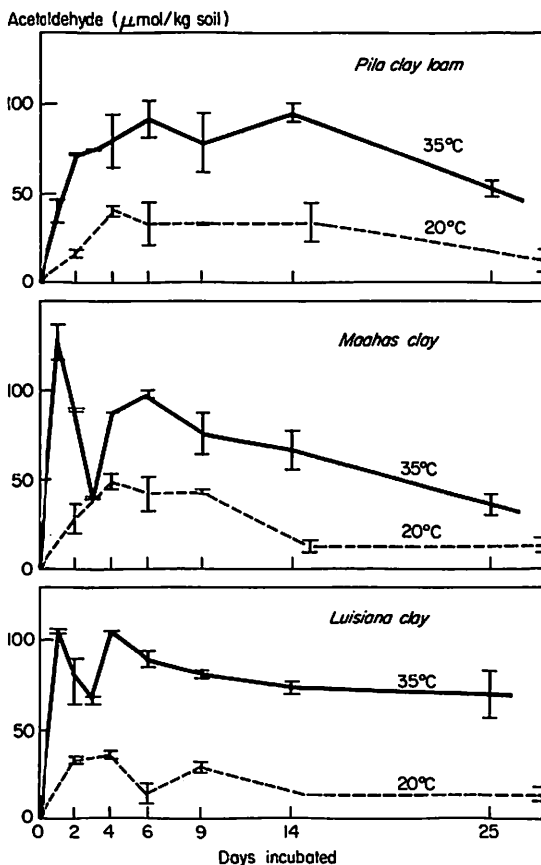 Acetaldehyde (μmol/kg soil)
Pila clay loam
100
35°C
50
20°C
0
Maahas clay
100
50
35°C
20°C
0
Luisiana clay
100
35°C
50
20°C
0
0 2 4 6 9 14 25
Days incubated